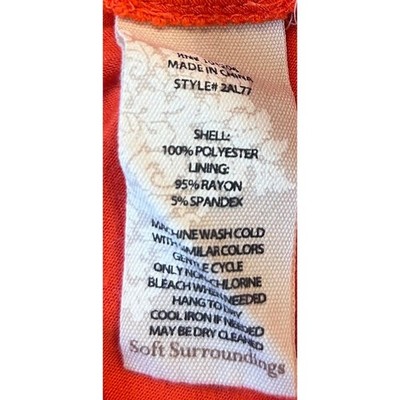 MADE IN CHINA
STYLE# 2AL77
SHELL:
100% POLYESTER
LINING:
95% RAYON
5% SPANDEX
MACHINE WASH COLD
WITH SIMILAR COLORS
GENTLE CYCLE
ONLY NON-CHLORINE
BLEACH WHEN NEEDED
HANG TO DRY
COOL IRON IF NEEDED
MAY BE DRY CLEANED
Soft Surroundings